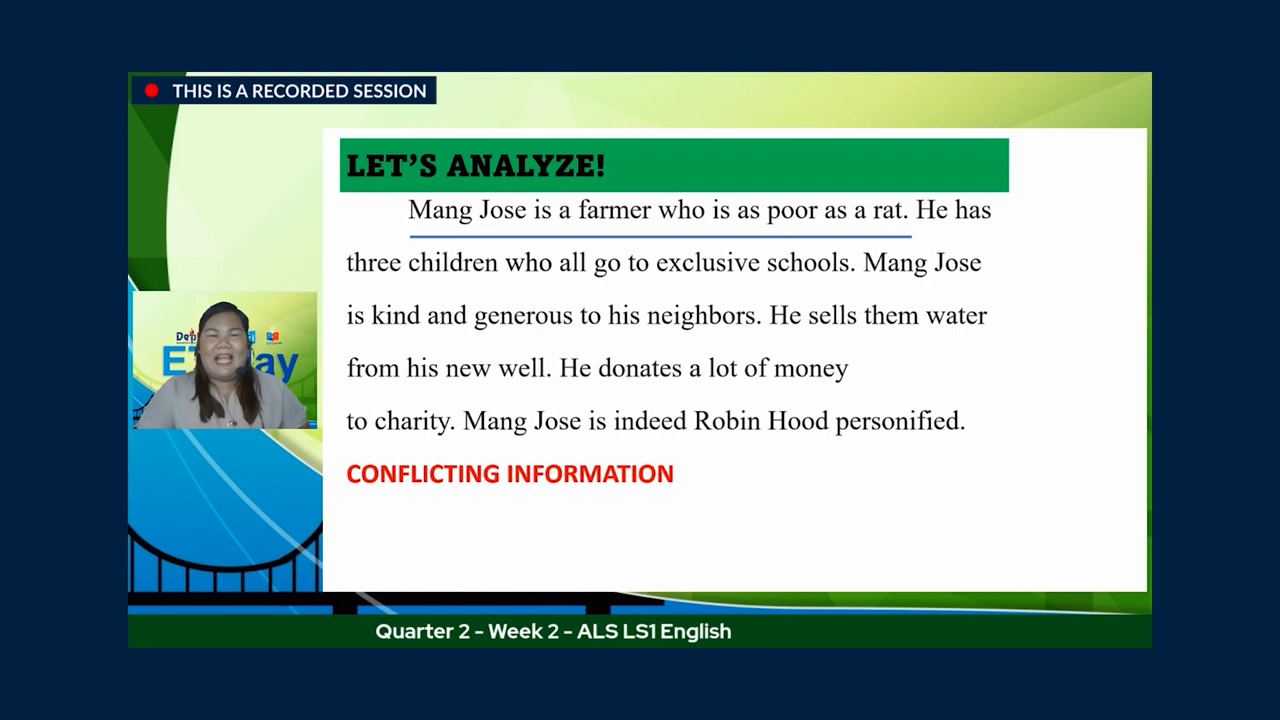 THIS IS A RECORDED SESSION
LET'S ANALYZE!
Mang Jose is a farmer who is as poor as a rat. He has
three children who all go to exclusive schools. Mang Jose
is kind and generous to his neighbors. He sells them water
from his new well. He donates a lot of money
to charity. Mang Jose is indeed Robin Hood personified.
CONFLICTING INFORMATION
Quarter 2 - Week 2 - ALS LS1 English